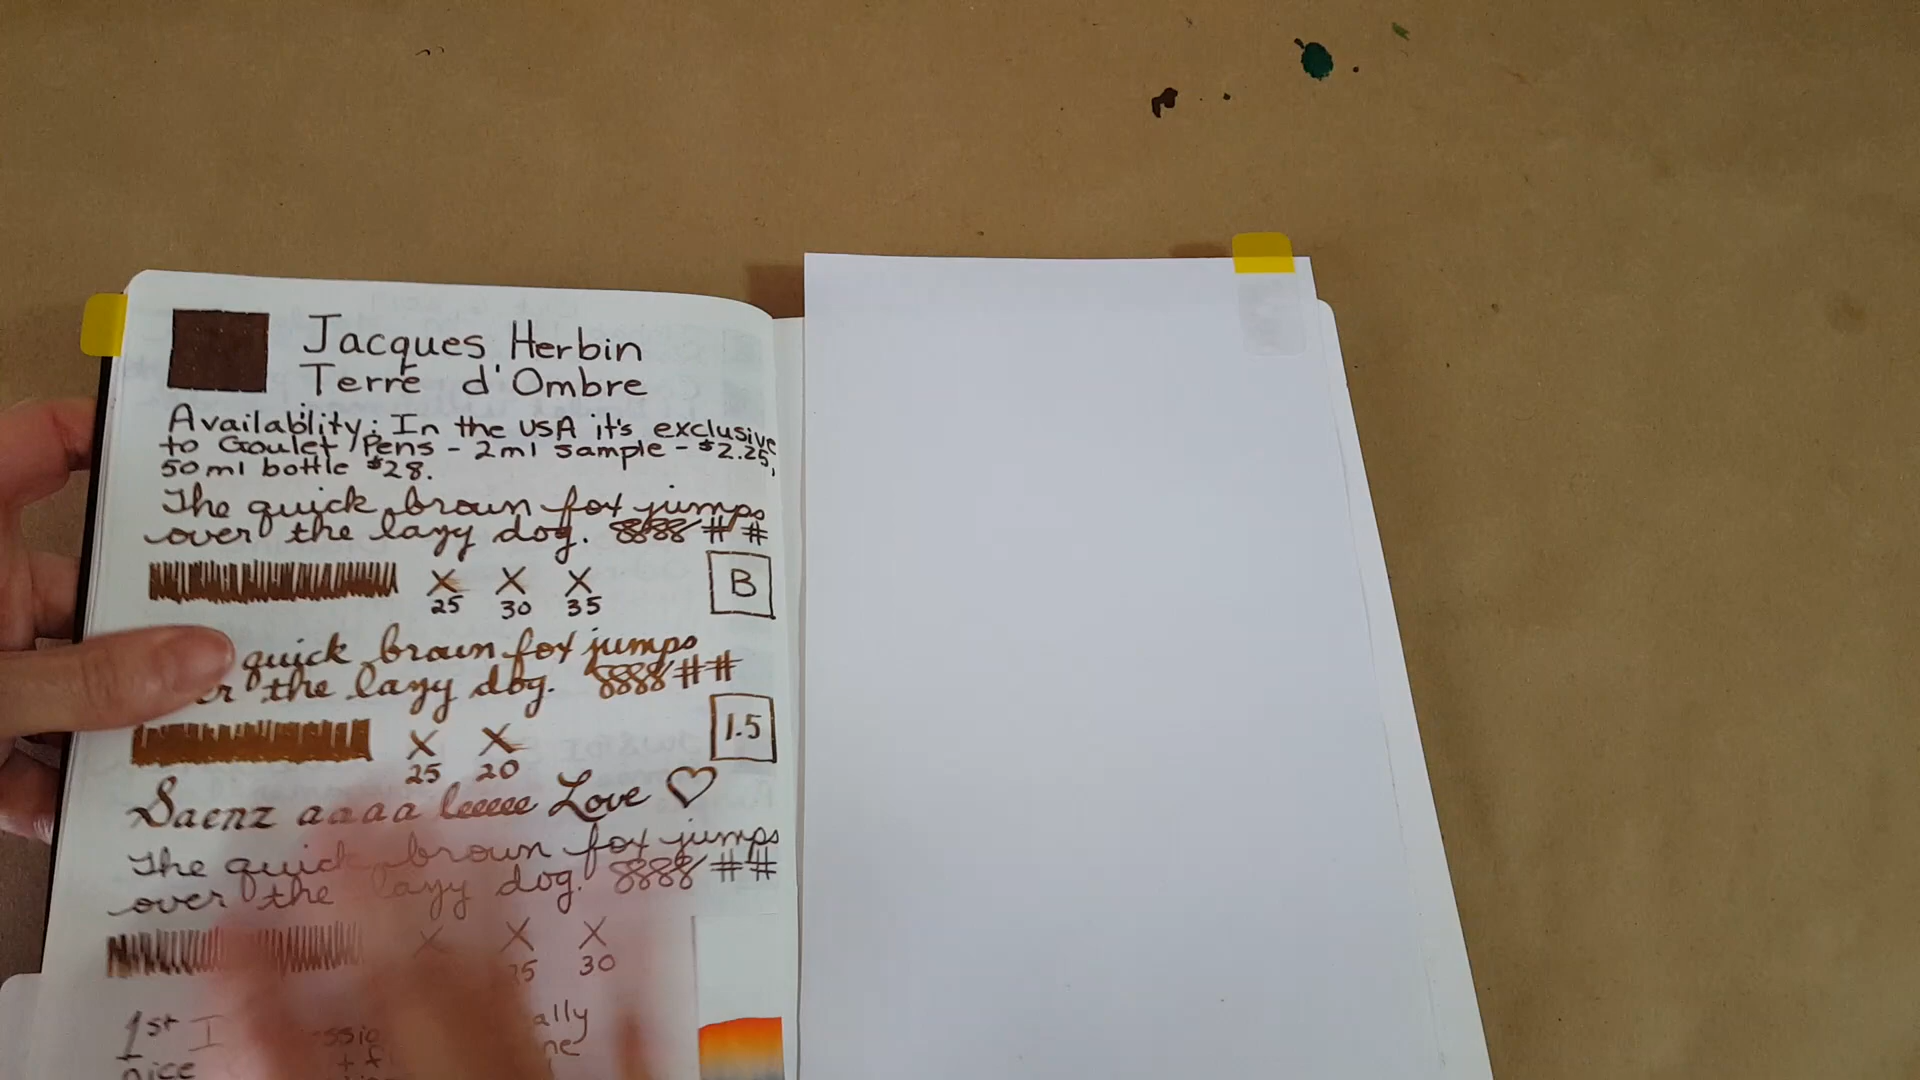 Jacques Herbin
Terre d'Ombre
Availablity: In the USA it's exclusive
to Goulet Pens - 2ml sample - $2.25,
50ml bottle $28.
The quick brown fox jumps
over the lazy dog. 8888 # #
X X X
25 30 35
B
quick brown fox jumps
the lazy dog. 8888 # #
X X
25 20
1.5
Saenz aaaa leeeee Love ♡
The quick brown fox jumps
over the lazy dog. 8888 # #
X X X
30
1st
nice